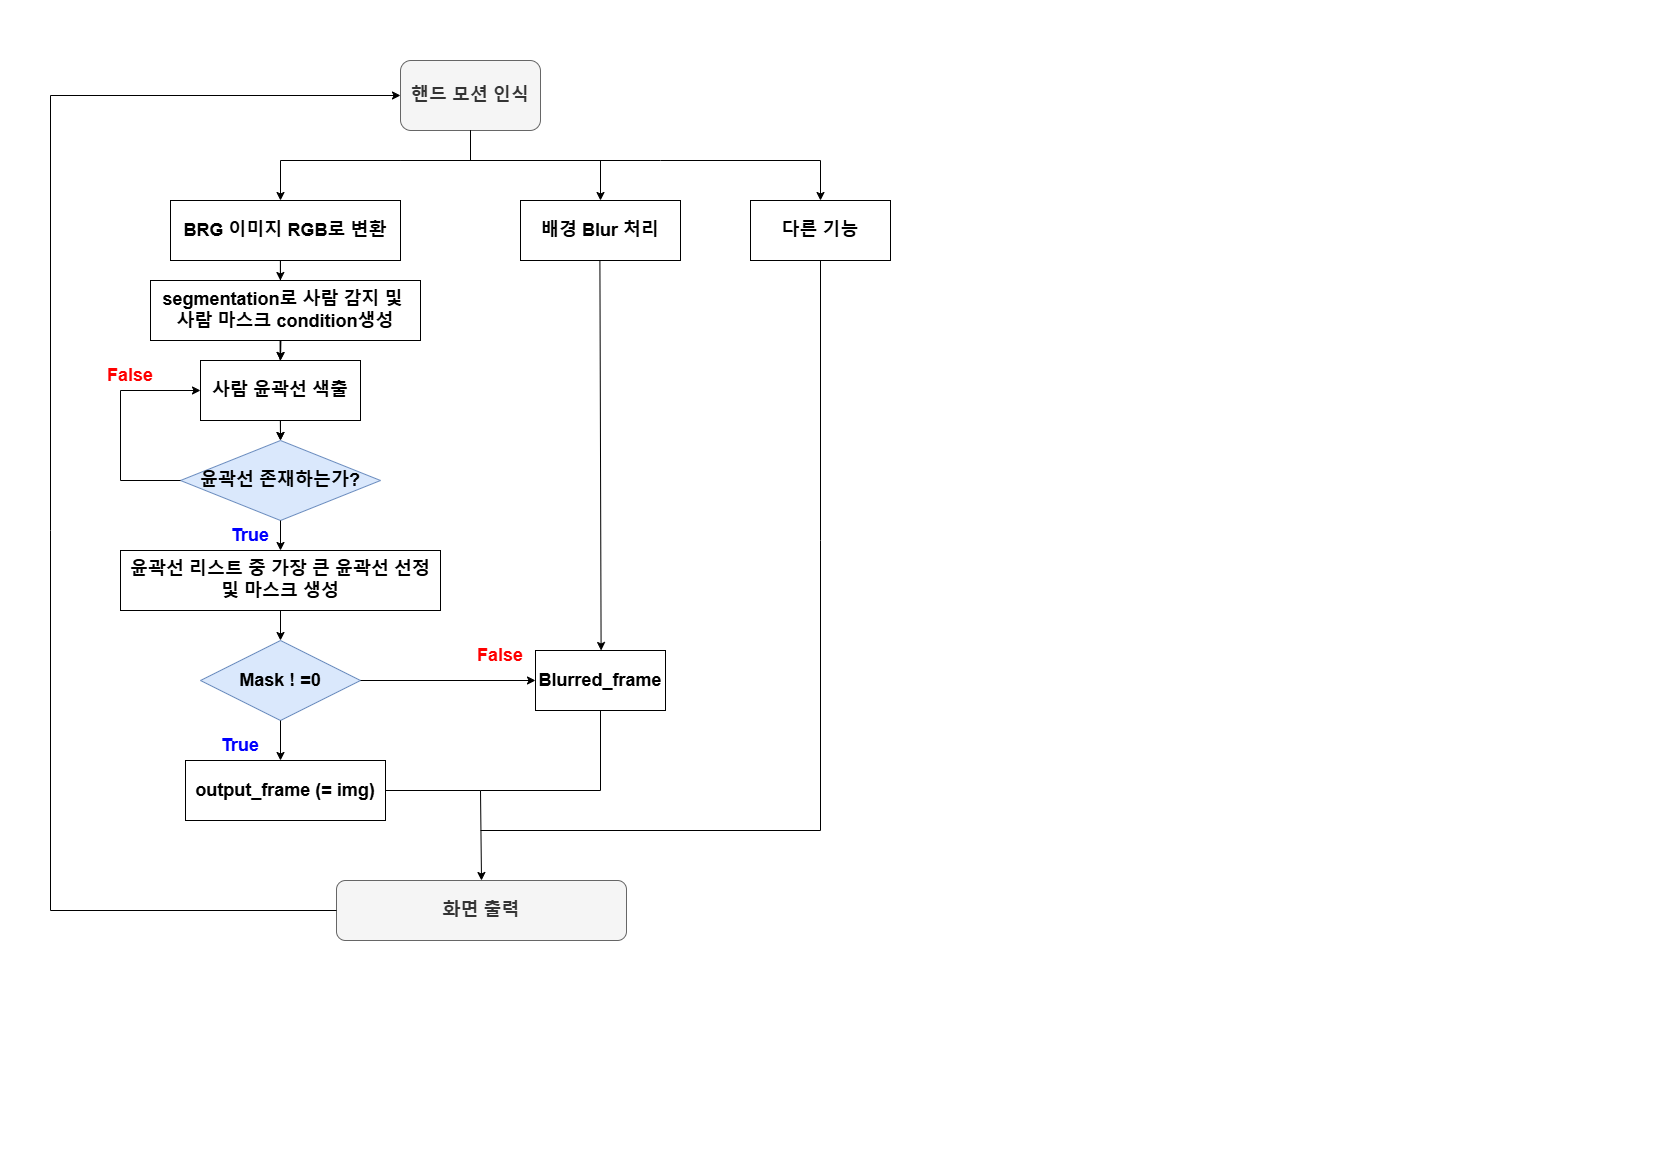 핸드 모션 인식
BRG 이미지 RGB로 변환
배경 Blur 처리
다른 기능
segmentation로 사람 감지 및
사람 마스크 condition생성
False
사람 윤곽선 색출
윤곽선 존재하는가?
True
윤곽선 리스트 중 가장 큰 윤곽선 선정
및 마스크 생성
Mask ! =0
False
Blurred_frame
True
output_frame (= img)
화면 출력